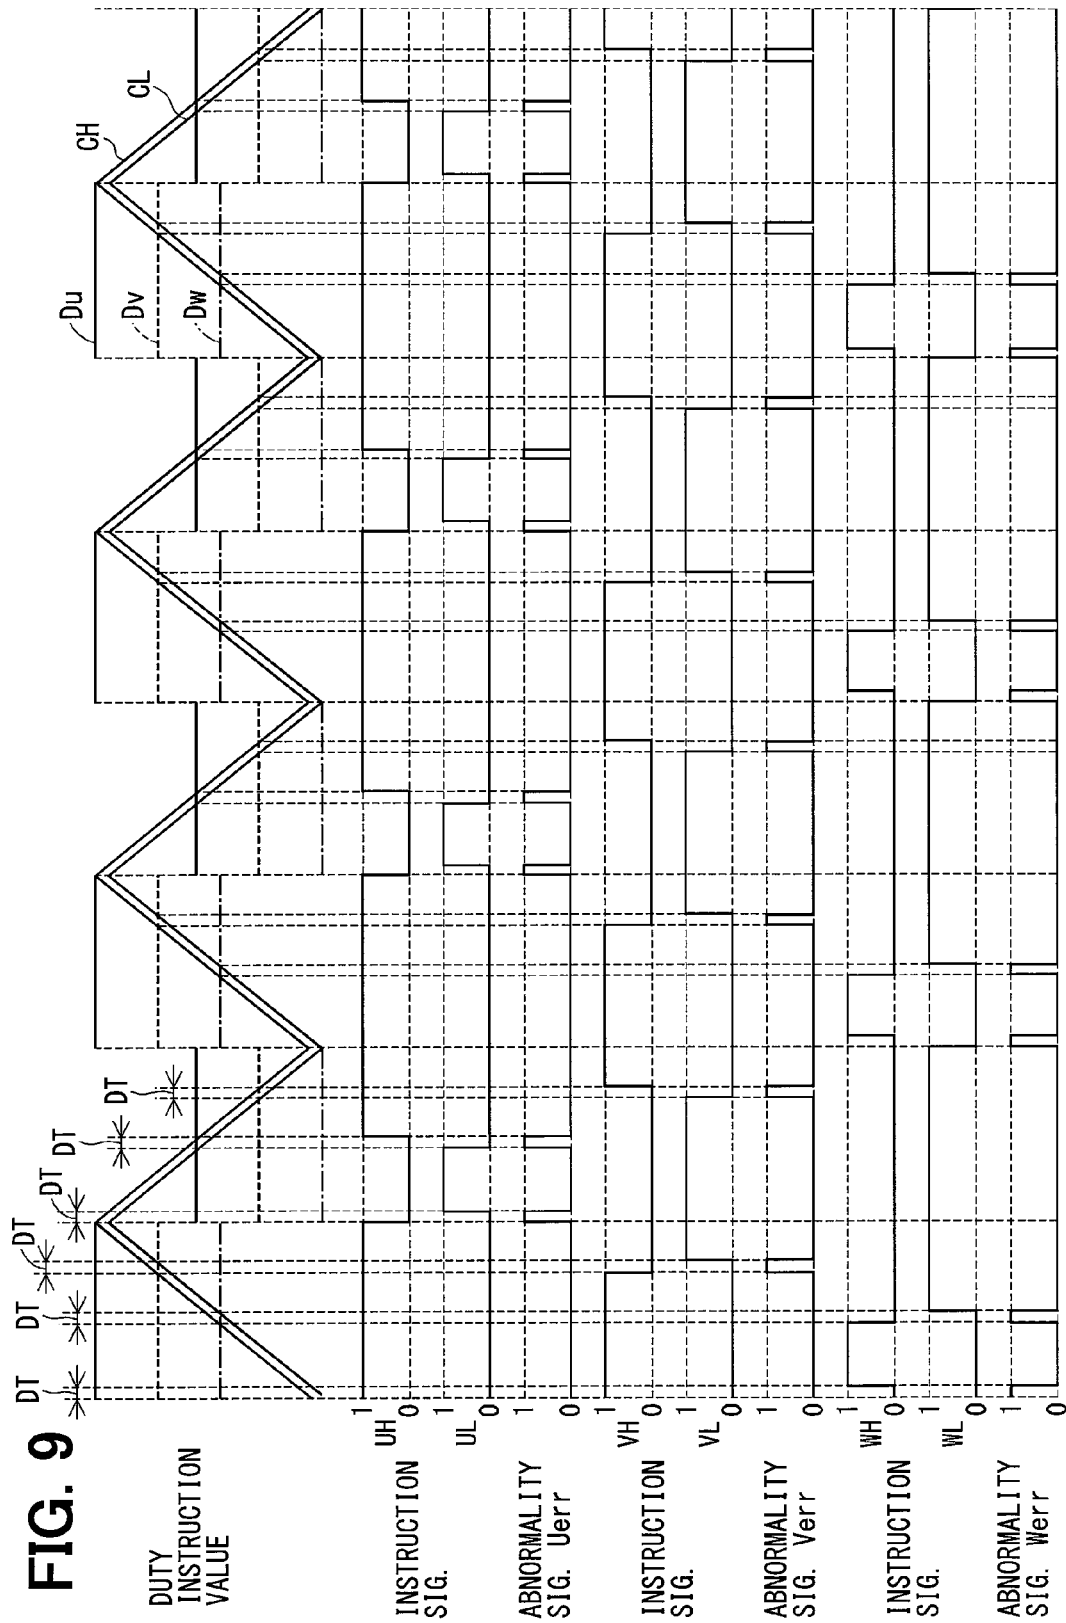 FIG. 9
DUTY
INSTRUCTION
VALUE
DT
DT
DT
DT
DT
DT
Du
Dv
Dw
CH
CL
INSTRUCTION
SIG.
UH
1
0
UL
1
0
ABNORMALITY
SIG. Uerr
1
0
INSTRUCTION
SIG.
VH
1
0
VL
1
0
ABNORMALITY
SIG. Verr
1
0
INSTRUCTION
SIG.
WH
1
0
WL
1
0
ABNORMALITY
SIG. Werr
1
0